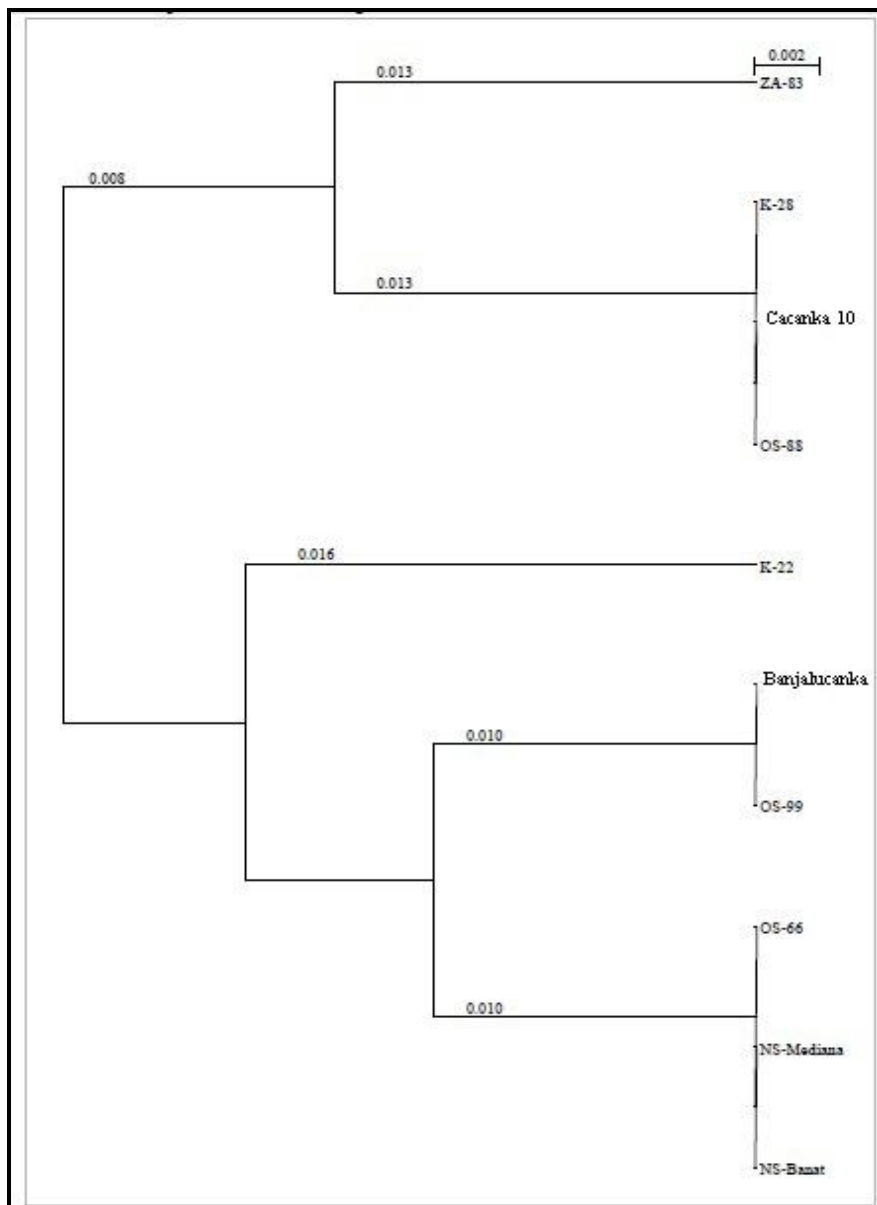 0.002
0.013
ZA-83
0.008
K-28
0.013
Cacanka 10
OS-88
0.016
K-22
Banjalucanka
0.010
OS-99
OS-66
0.010
NS-Mediana
NS-Banat